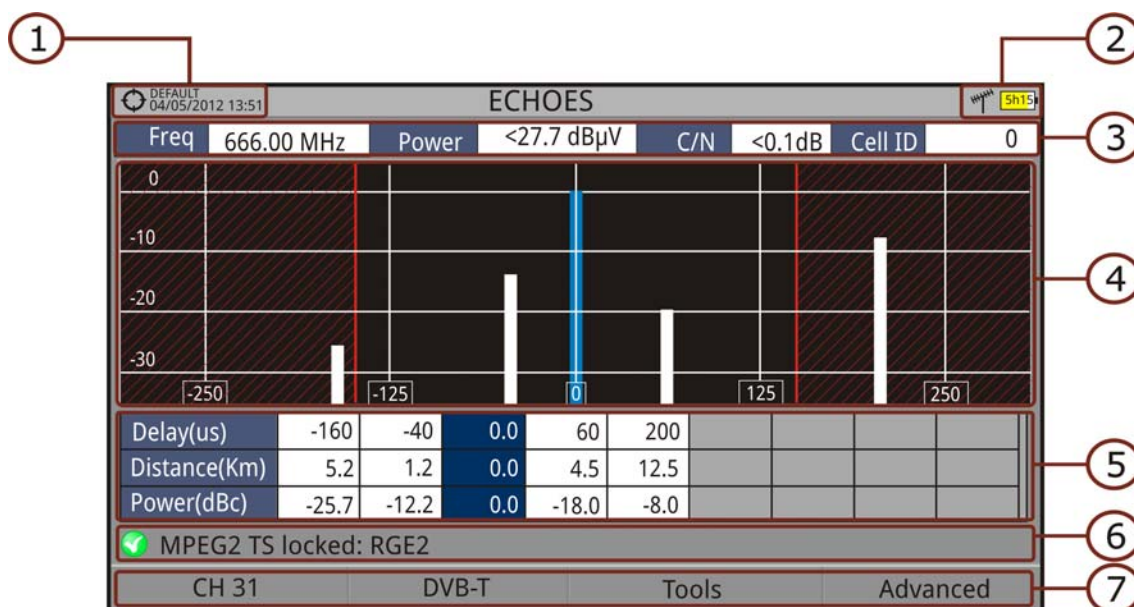 1
2
DEFAULT
04/05/2012 13:51
ECHOES
5h15
Freq 666.00 MHz Power <27.7 dBµV C/N <0.1dB Cell ID 0
3
0
-10
-20
-30
4
-250 -125 0 125 250
Delay(us) -160 -40 0.0 60 200
Distance(Km) 5.2 1.2 0.0 4.5 12.5
5
Power(dBc) -25.7 -12.2 0.0 -18.0 -8.0
MPEG2 TS locked: RGE2
6
CH 31 DVB-T Tools Advanced
7